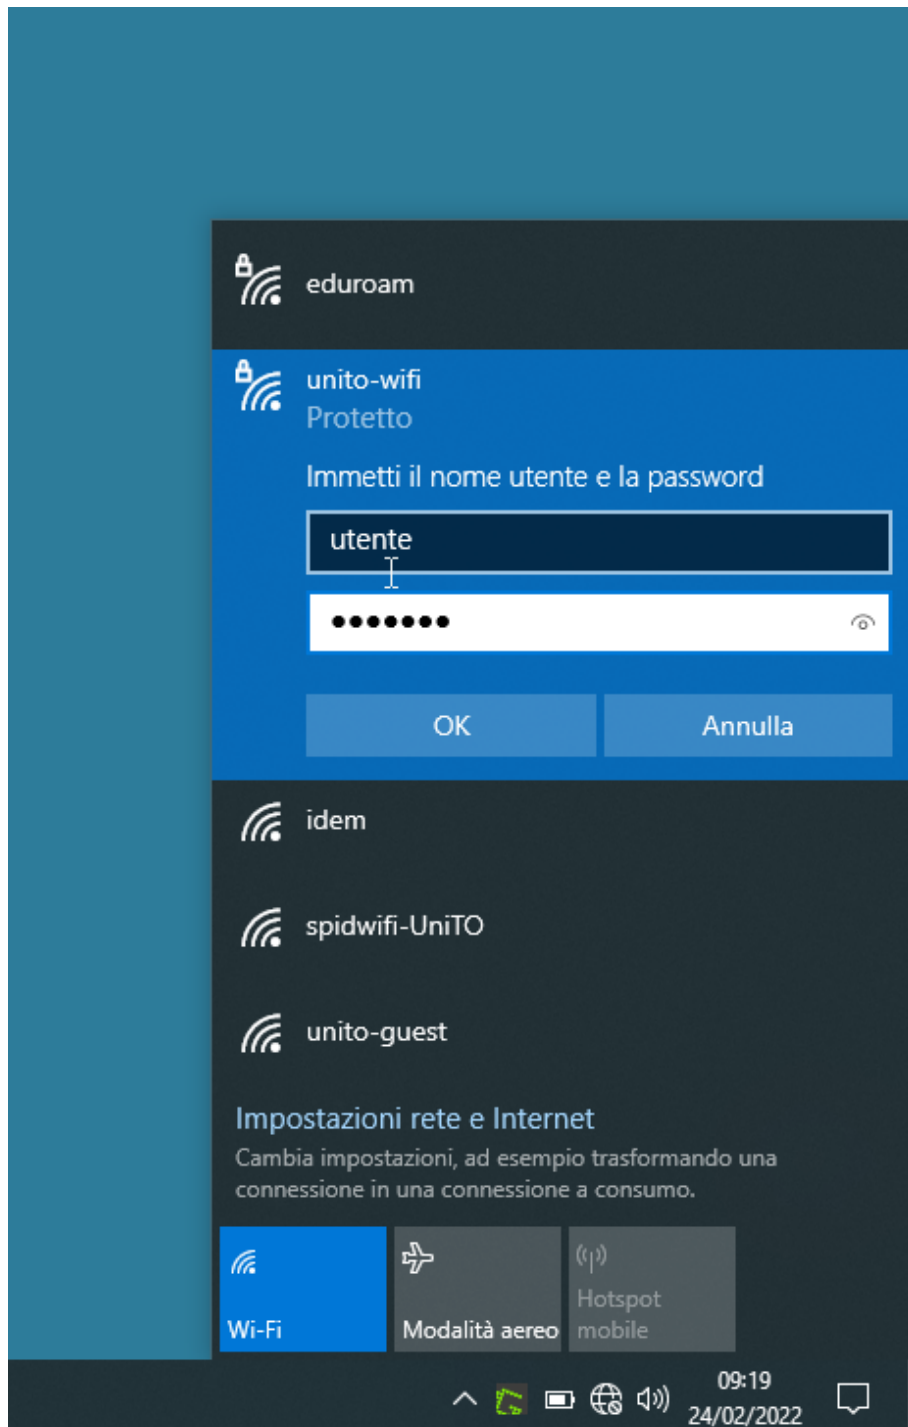 eduroam
unito-wifi
Protetto
Immetti il nome utente e la password
utente
•••••••
OK
Annulla
idem
spidwifi-UniTO
unito-guest
Impostazioni rete e Internet
Cambia impostazioni, ad esempio trasformando una
connessione in una connessione a consumo.
Wi-Fi
Modalità aereo
Hotspot
mobile
09:19
24/02/2022